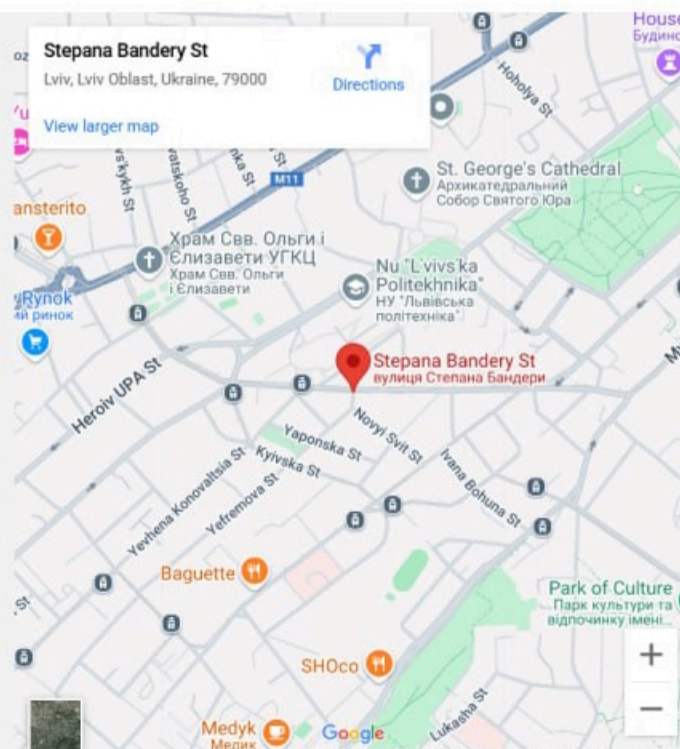 Stepana Bandery St
Lviv, Lviv Oblast, Ukraine, 79000
Directions
View larger map
House
Будино
Hoholya St
M11
St. George's Cathedral
Архикатедральний
Собор Святого Юра
ansterito
Храм Свв. Ольги і
Єлизавети УГКЦ
Храм Свв. Ольги
і Єлизавети
Nu "L'vivs'ka
Politekhnika"
НУ "Львівська
політехніка"
Rynok
ий ринок
Stepana Bandery St
вулиця Степана Бандери
Heroiv UPA St
Novyi Svit St
Yaponska St
Kyivska St
Ivana Bohuna St
Yevhena Konovaltsia St
Yefremova St
Baguette
St
Park of Culture
Парк культури та
відпочинку імені...
SHOco
+
−
Lukasha St
Medyk
Медик
Google